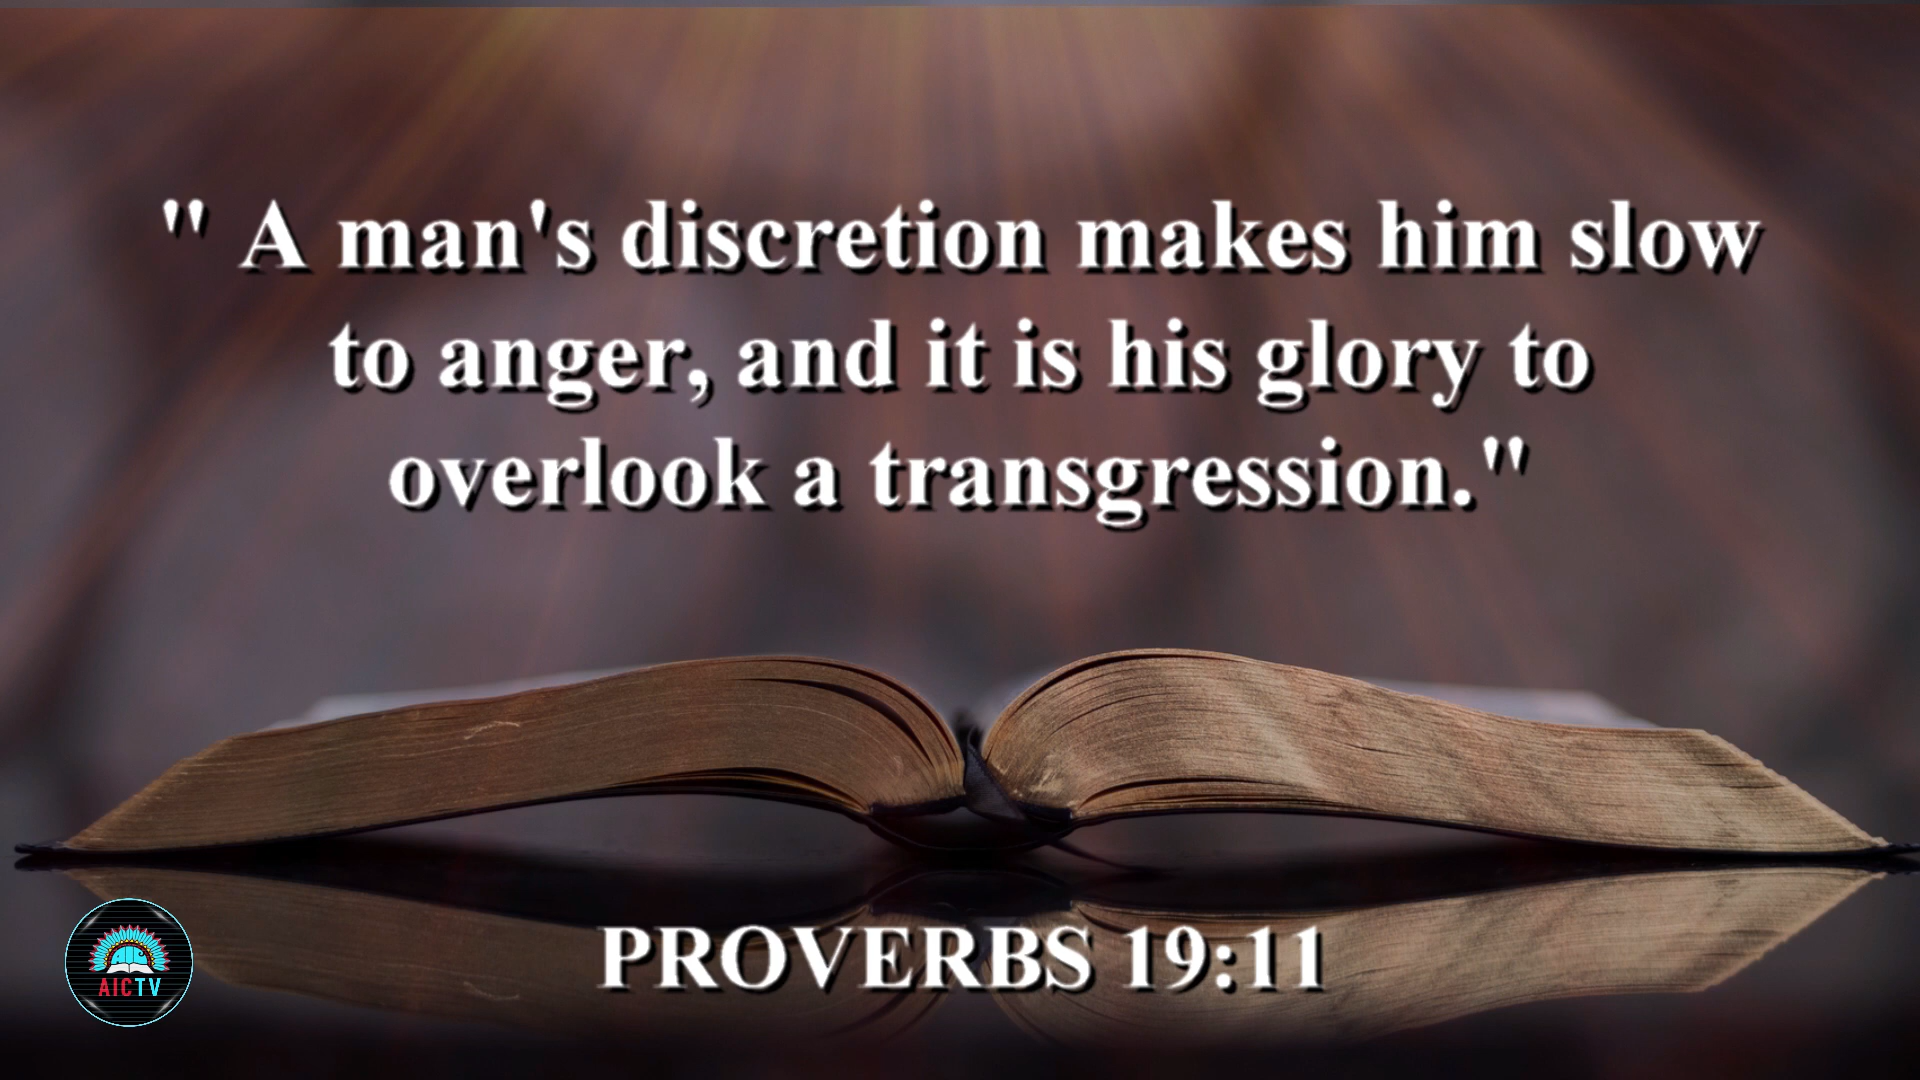 " A man's discretion makes him slow
to anger, and it is his glory to
overlook a transgression."
PROVERBS 19:11
AIC
AICTV